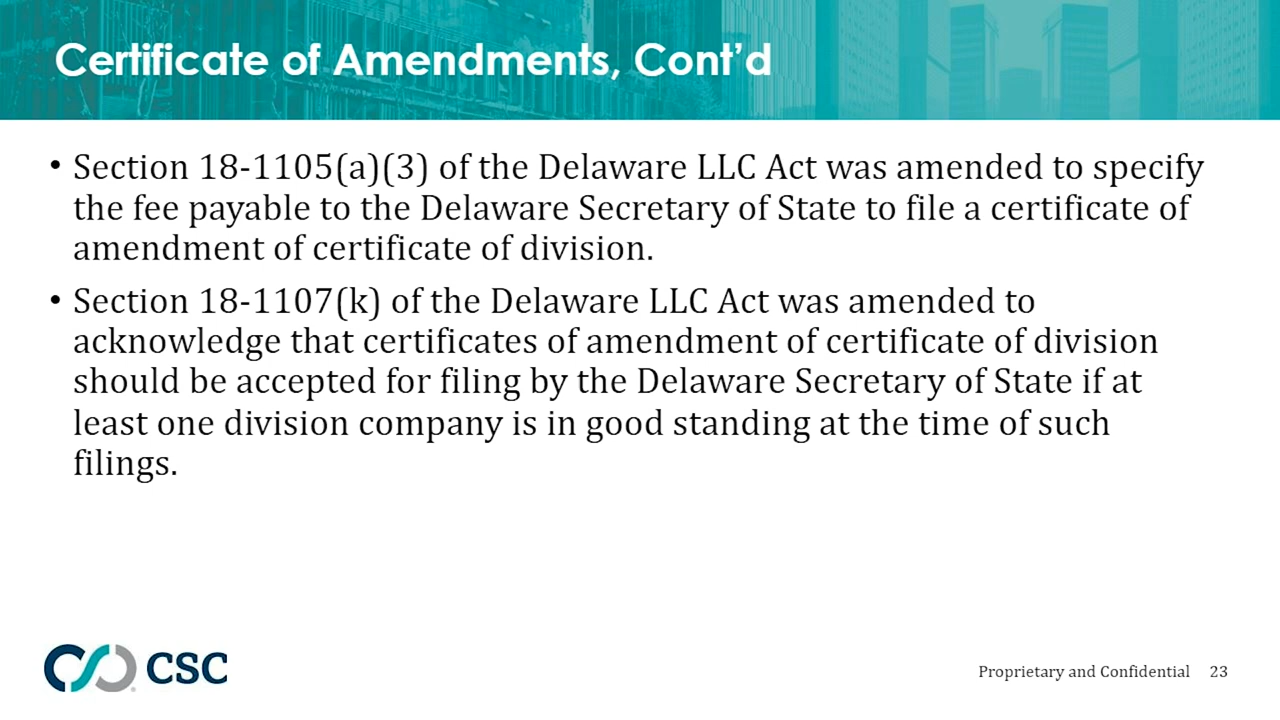 Certificate of Amendments, Cont’d
• Section 18-1105(a)(3) of the Delaware LLC Act was amended to specify
the fee payable to the Delaware Secretary of State to file a certificate of
amendment of certificate of division.
• Section 18-1107(k) of the Delaware LLC Act was amended to
acknowledge that certificates of amendment of certificate of division
should be accepted for filing by the Delaware Secretary of State if at
least one division company is in good standing at the time of such
filings.
CSC
Proprietary and Confidential 23